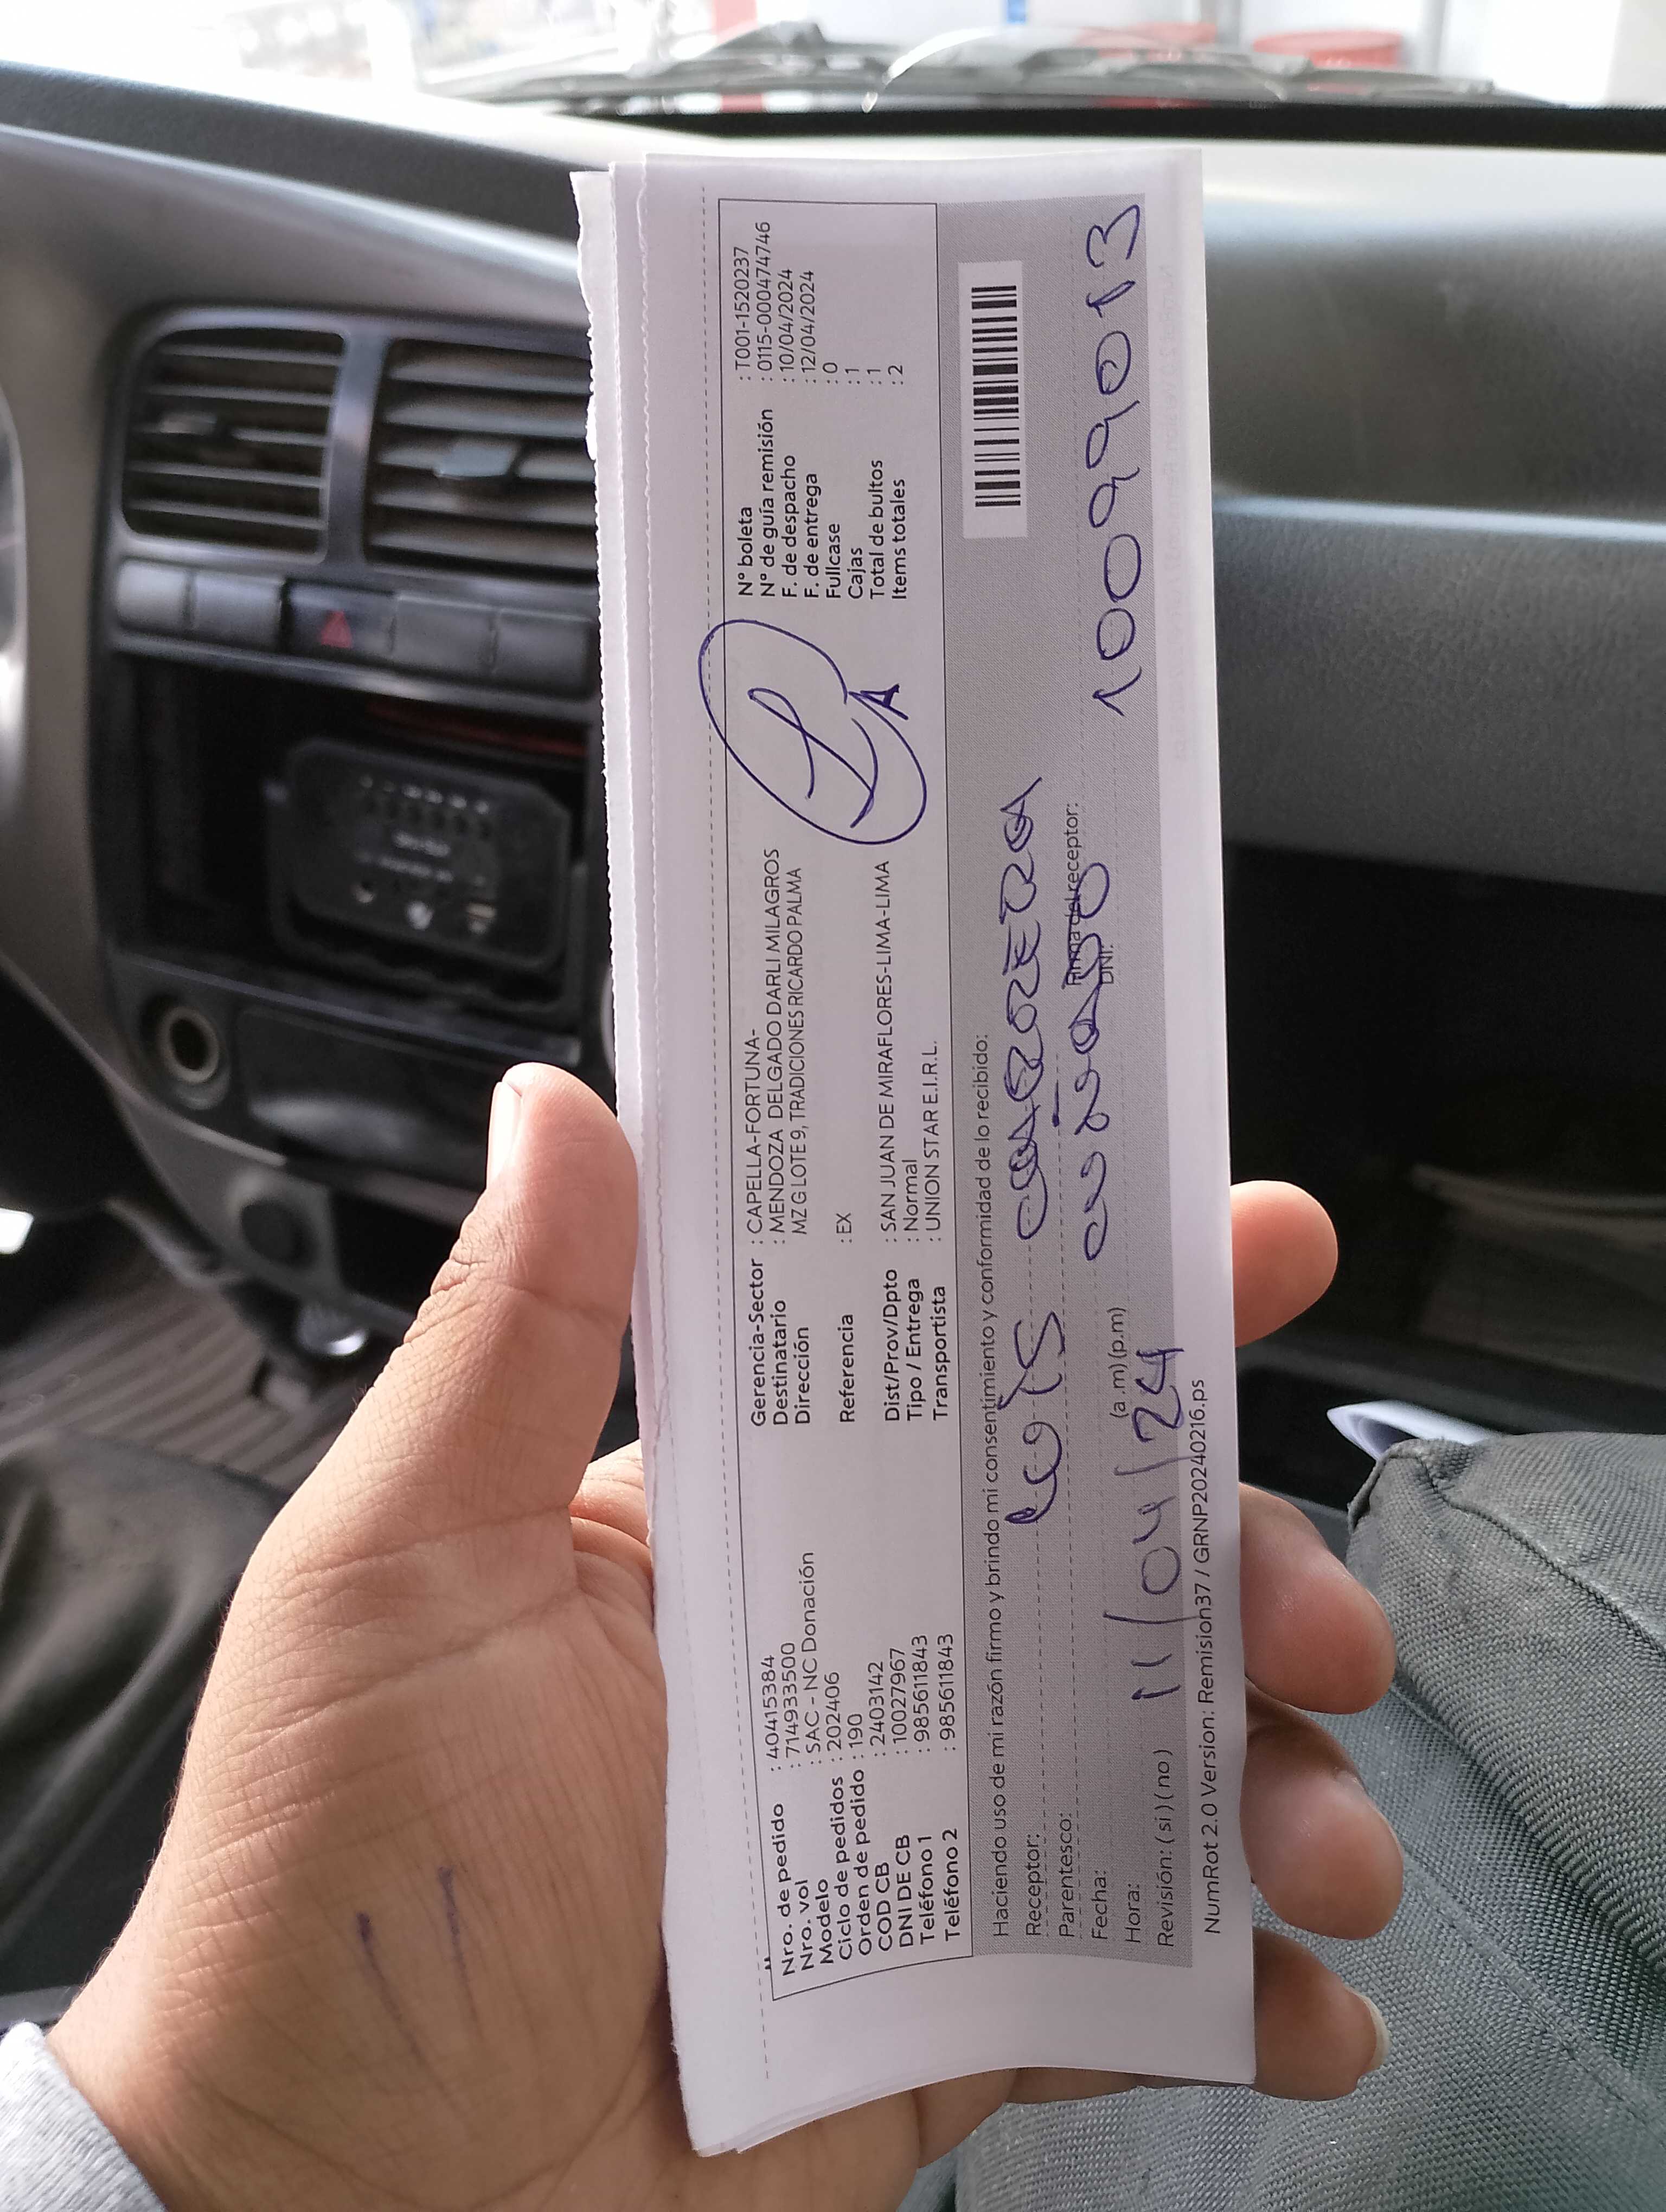 Nro. de pedido : 40415384
Nro. vol : 714933500
Modelo : SAC - NC Donación
Ciclo de pedidos : 202406
Orden de pedido : 190
COD CB : 2403142
DNI DE CB : 10027967
Teléfono 1 : 985611843
Teléfono 2 : 985611843
Gerencia-Sector : CAPELLA-FORTUNA-
Destinatario : MENDOZA DELGADO DARLI MILAGROS
Dirección MZ G LOTE 9, TRADICIONES RICARDO PALMA
Referencia : EX
Dist/Prov/Dpto : SAN JUAN DE MIRAFLORES-LIMA-LIMA
Tipo / Entrega : Normal
Transportista : UNION STAR E.I.R.L.
N° boleta : T001-1520237
N° de guía remisión : 0115-000474746
F. de despacho : 10/04/2024
F. de entrega : 12/04/2024
Fullcase : 0
Cajas : 1
Total de bultos : 1
Items totales : 2
Haciendo uso de mi razón firmo y brindo mi consentimiento y conformidad de lo recibido:
Receptor: LUIS CABRERA
Parentesco: CUÑADO
Firma del receptor:
Fecha: 11/04/24
DNI: 10099013
Hora: (a .m) (p.m)
Revisión: ( si ) ( no )
NumRot 2.0 Version: Remision37 / GRNP20240216.ps